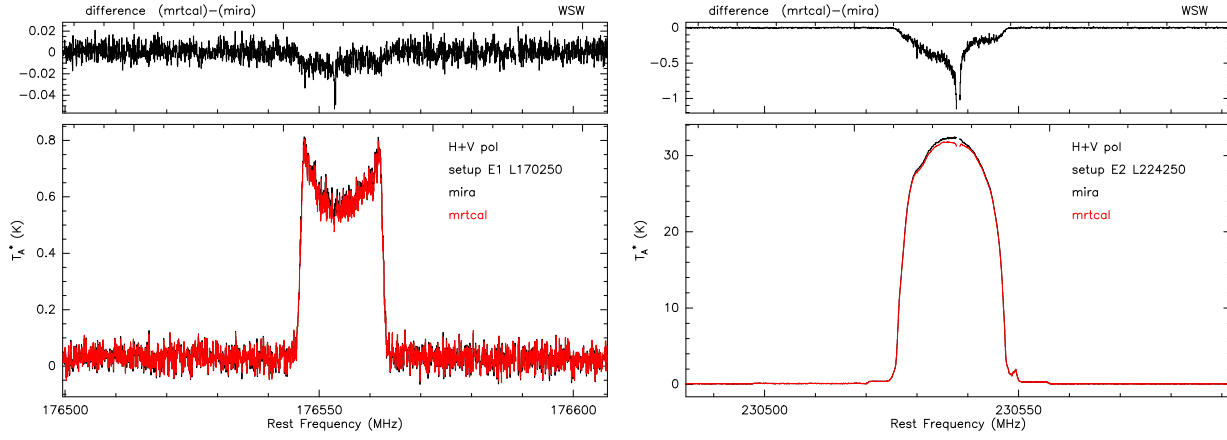 difference (mrtcal)−(mira) WSW
0.02
0
−0.02
−0.04
0.8
0.6
0.4
0.2
0
T_A* (K)
H+V pol
setup E1 L170250
mira
mrtcal
176500 176550 176600
Rest Frequency (MHz)
difference (mrtcal)−(mira) WSW
0
−0.5
−1
30
20
10
0
T_A* (K)
H+V pol
setup E2 L224250
mira
mrtcal
230500 230550
Rest Frequency (MHz)